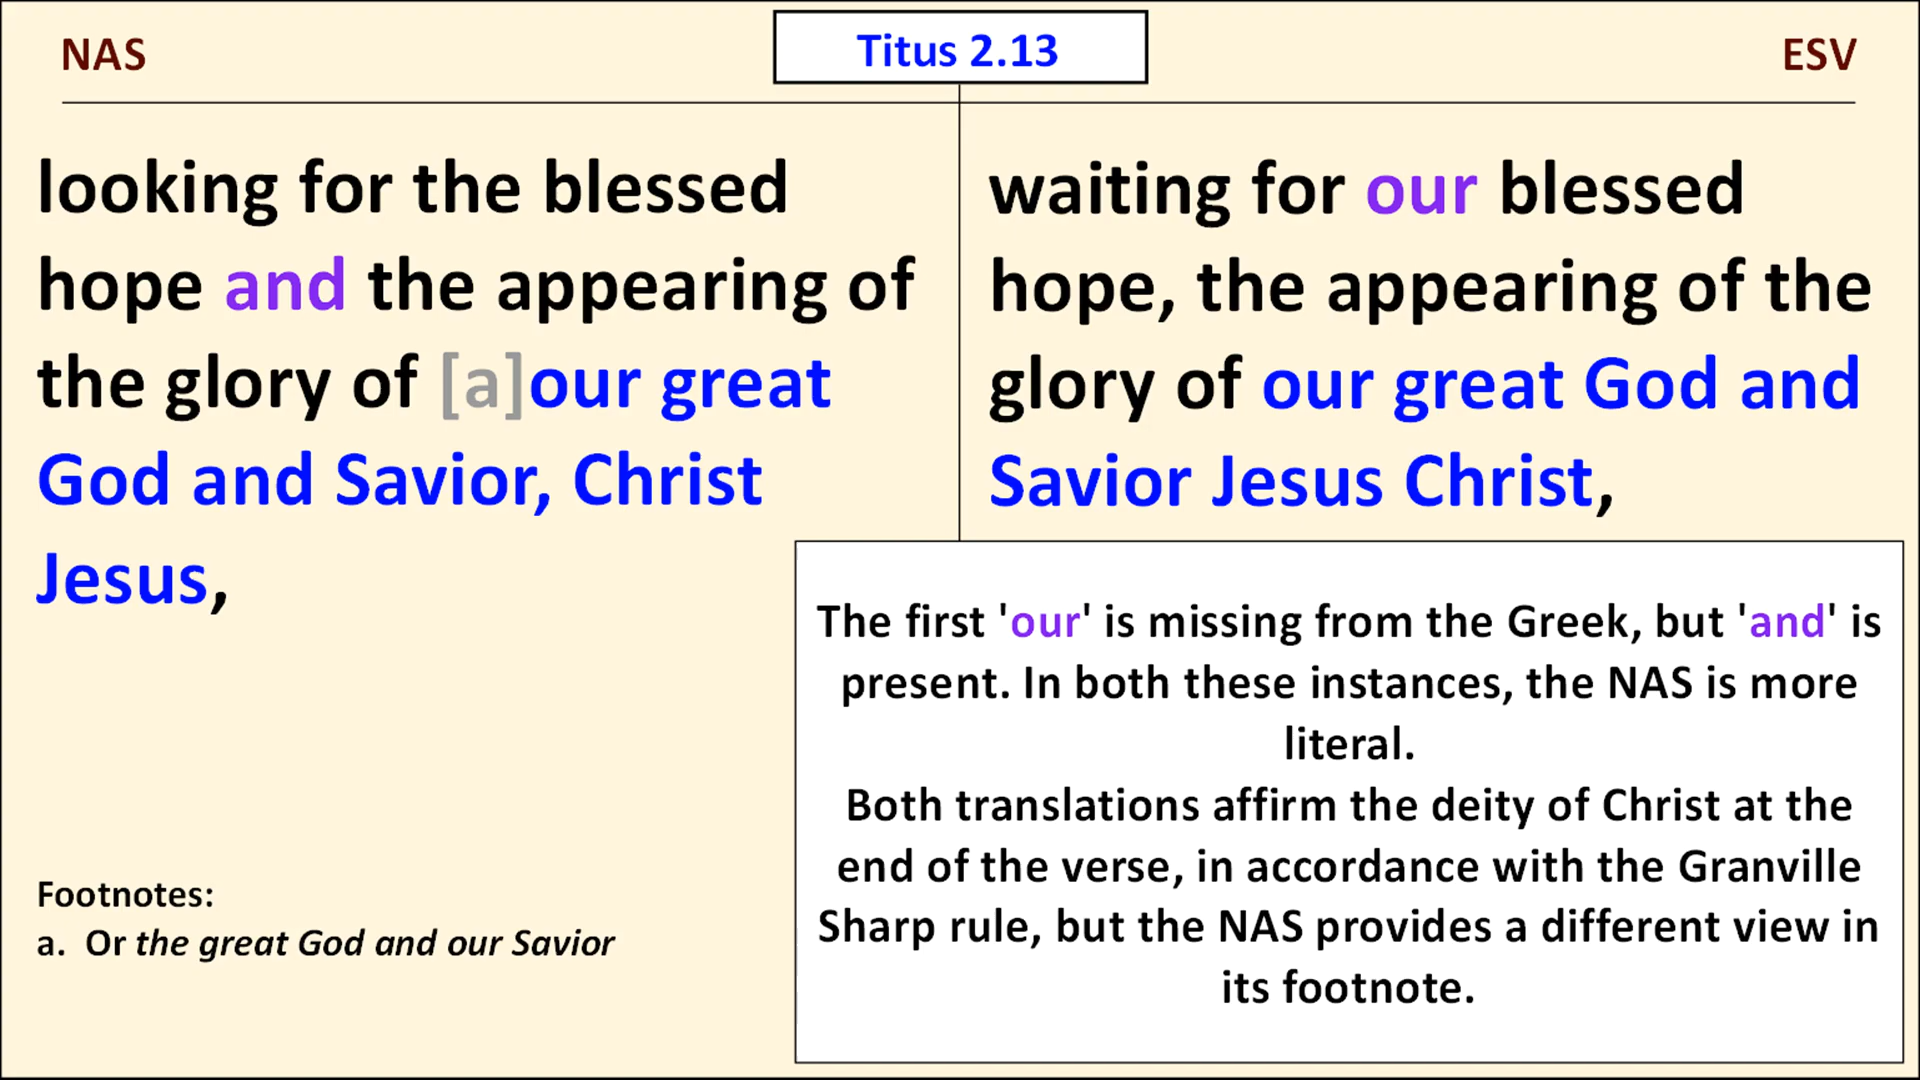 NAS
Titus 2.13
ESV
looking for the blessed
hope and the appearing of
the glory of [a]our great
God and Savior, Christ
Jesus,
waiting for our blessed
hope, the appearing of the
glory of our great God and
Savior Jesus Christ,
Footnotes:
a. Or the great God and our Savior
The first 'our' is missing from the Greek, but 'and' is
present. In both these instances, the NAS is more
literal.
Both translations affirm the deity of Christ at the
end of the verse, in accordance with the Granville
Sharp rule, but the NAS provides a different view in
its footnote.